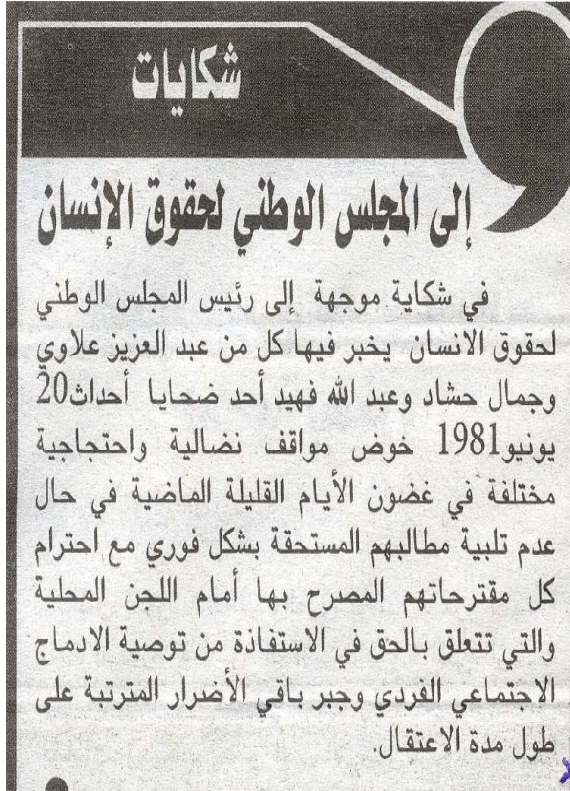 شكايات
إلى المجلس الوطني لحقوق الإنسان
في شكاية موجهة إلى رئيس المجلس الوطني
لحقوق الانسان يخبر فيها كل من عبد العزيز علاوي
وجمال حشاد وعبد الله فهيد أحد ضحايا أحداث20
يونيو1981 خوض مواقف نضالية واحتجاجية
مختلفة في غضون الأيام القليلة الماضية في حال
عدم تلبية مطالبهم المستحقة بشكل فوري مع احترام
كل مقترحاتهم المصرح بها أمام اللجن المحلية
والتي تتعلق بالحق في الاستفاذة من توصية الادماج
الاجتماعي الفردي وجبر باقي الأضرار المترتبة على
طول مدة الاعتقال.